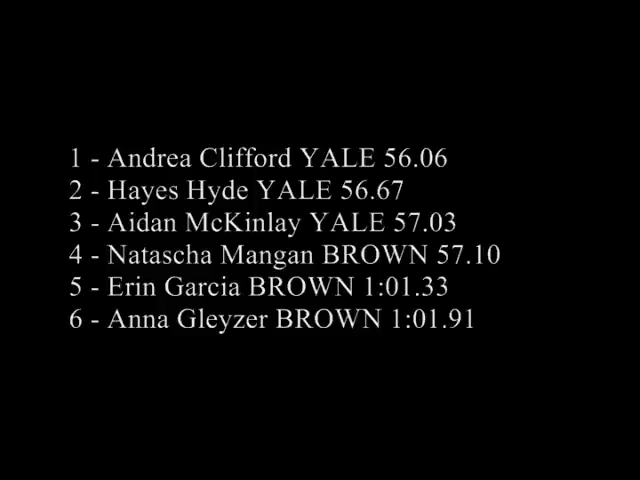 1 - Andrea Clifford YALE 56.06
2 - Hayes Hyde YALE 56.67
3 - Aidan McKinlay YALE 57.03
4 - Natascha Mangan BROWN 57.10
5 - Erin Garcia BROWN 1:01.33
6 - Anna Gleyzer BROWN 1:01.91